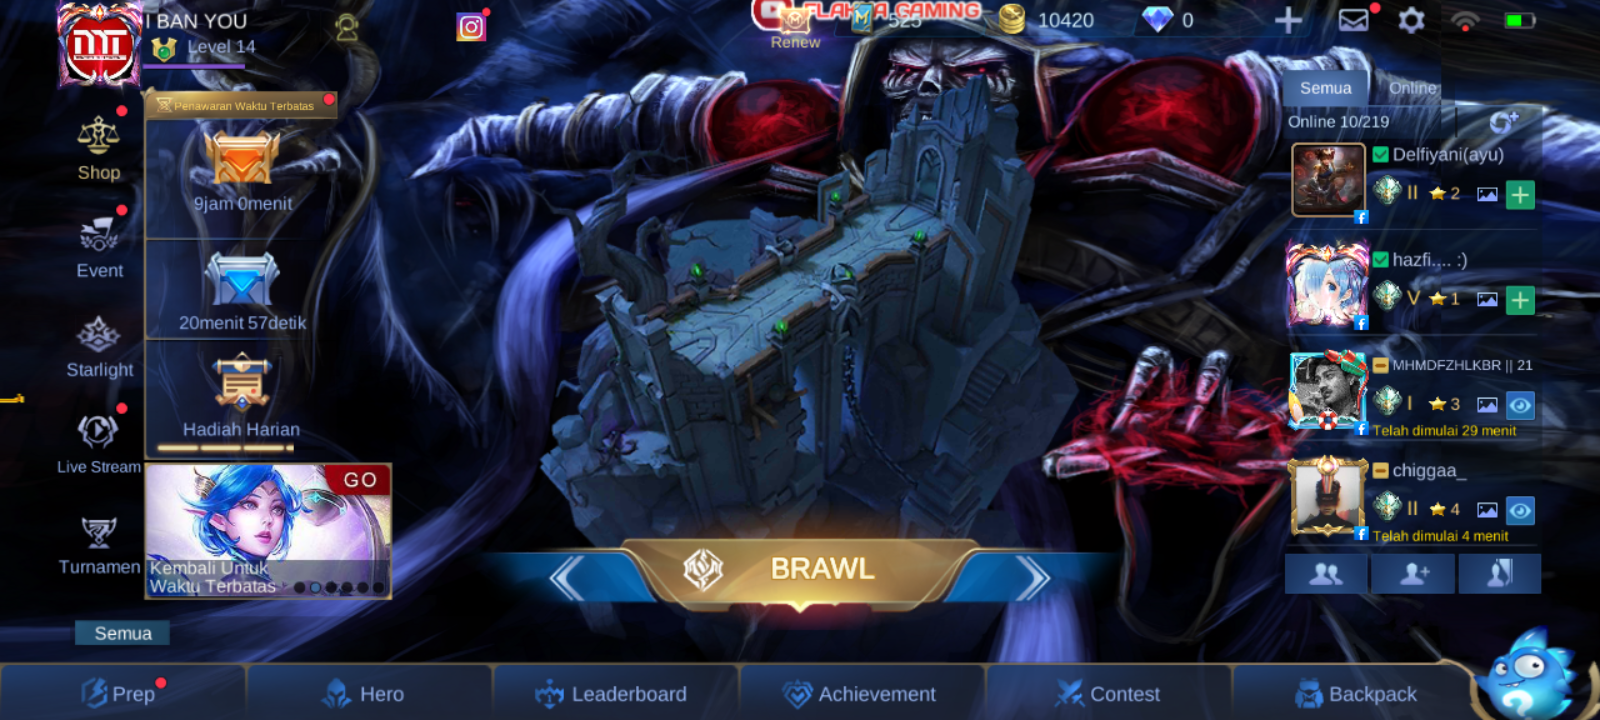 I BAN YOU
Level 14
MT
FLAKHA GAMING
Renew
525
10420
0
Penawaran Waktu Terbatas
9jam 0menit
20menit 57detik
Hadiah Harian
Shop
Event
Starlight
Live Stream
Turnamen
GO
Kembali Untuk
Waktu Terbatas
Semua
BRAWL
Semua
Online
Online 10/219
Delfiyani(ayu)
II 2
hazfi.... :)
V 1
MHMDFZHLKBR || 21
I 3
Telah dimulai 29 menit
chiggaa_
II 4
Telah dimulai 4 menit
Prep
Hero
Leaderboard
Achievement
Contest
Backpack